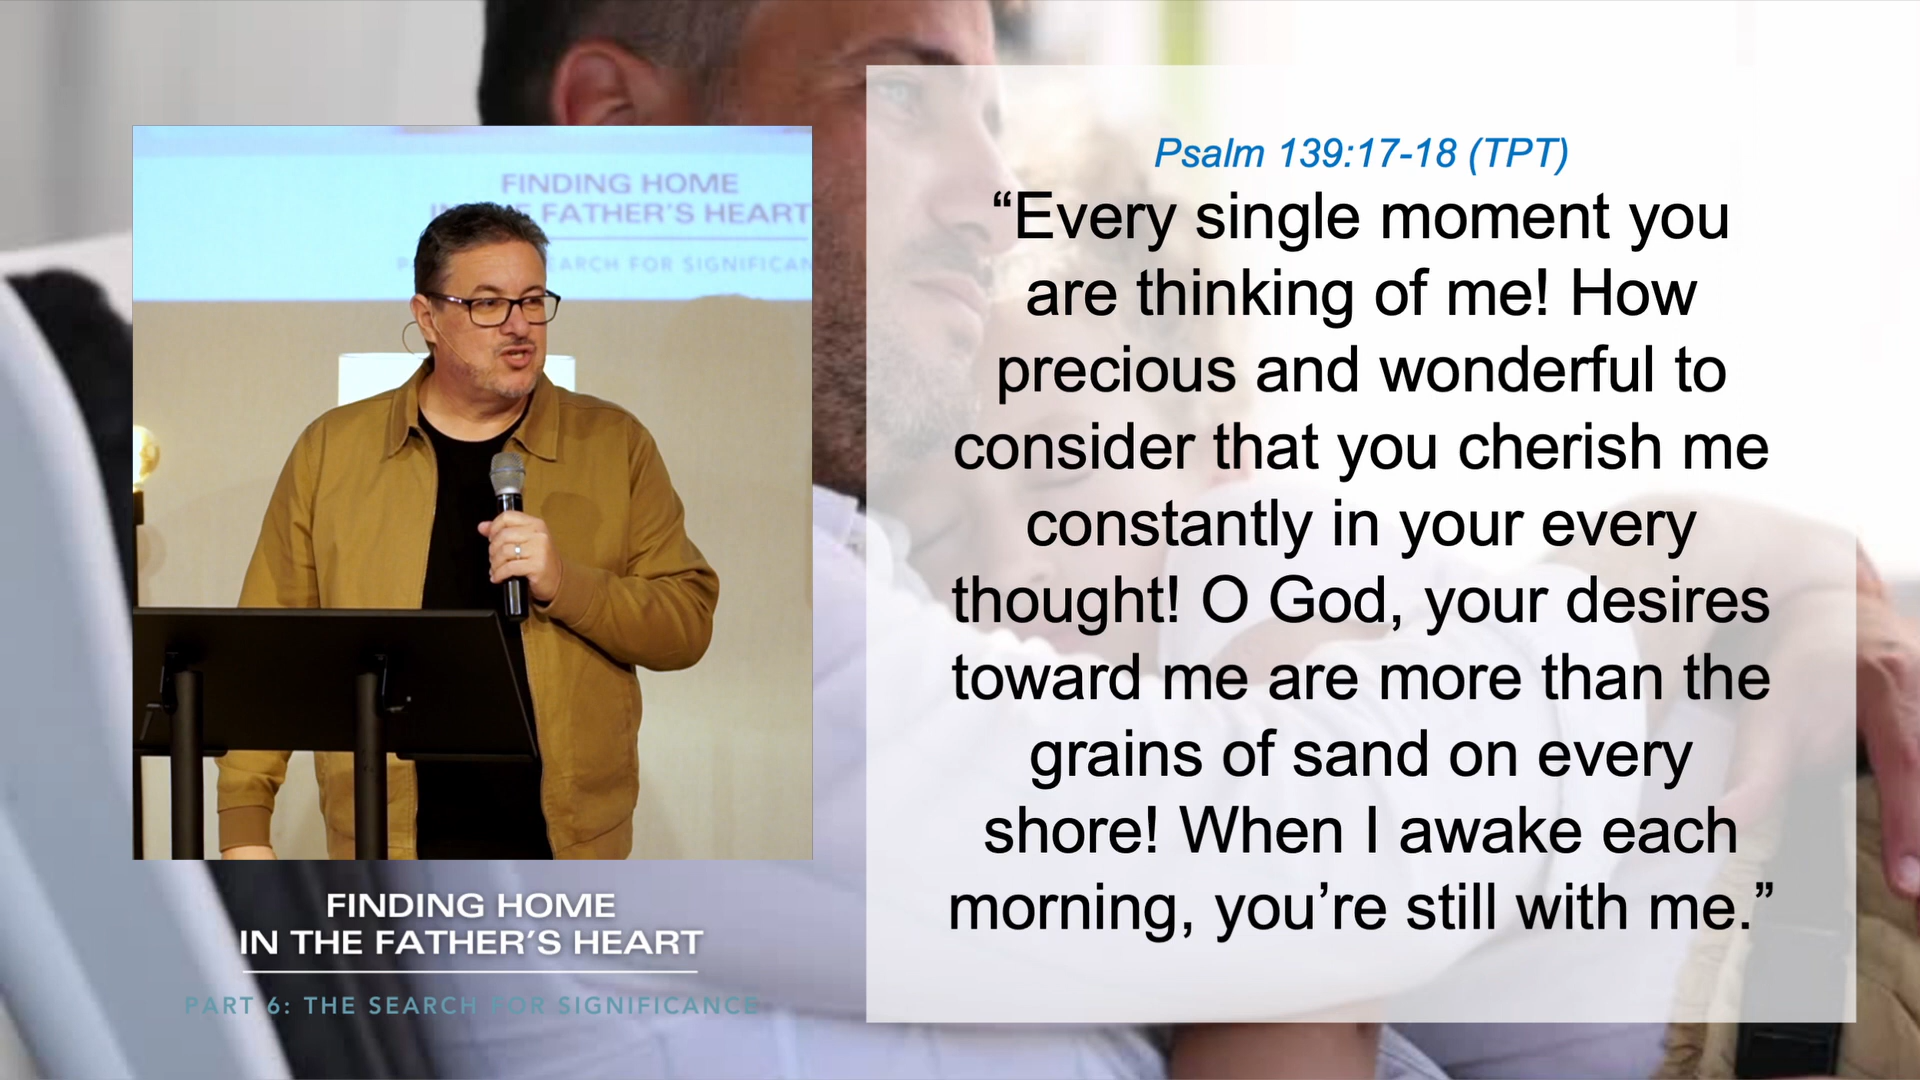 FINDING HOME
FATHER'S HEART
SEARCH FOR
FINDING HOME
IN THE FATHER'S HEART
PART 6: THE SEARCH FOR SIGNIFICANCE
Psalm 139:17-18 (TPT)
“Every single moment you
are thinking of me! How
precious and wonderful to
consider that you cherish me
constantly in your every
thought! O God, your desires
toward me are more than the
grains of sand on every
shore! When I awake each
morning, you’re still with me.”